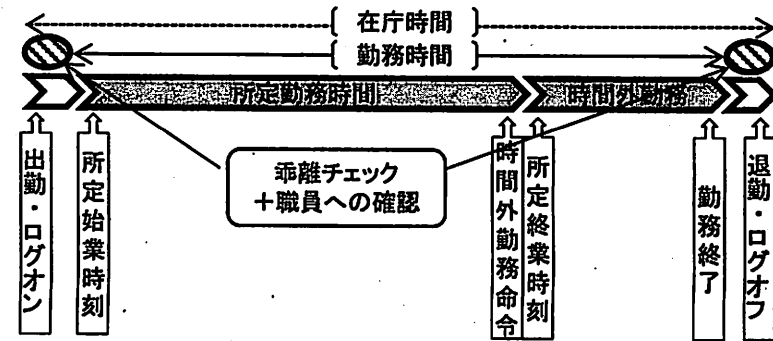 在庁時間
勤務時間
所定勤務時間
時間外勤務
乖離チェック
+職員への確認
出勤・ログオン
所定始業時刻
時間外勤務命令
所定終業時刻
勤務終了
退勤・ログオフ